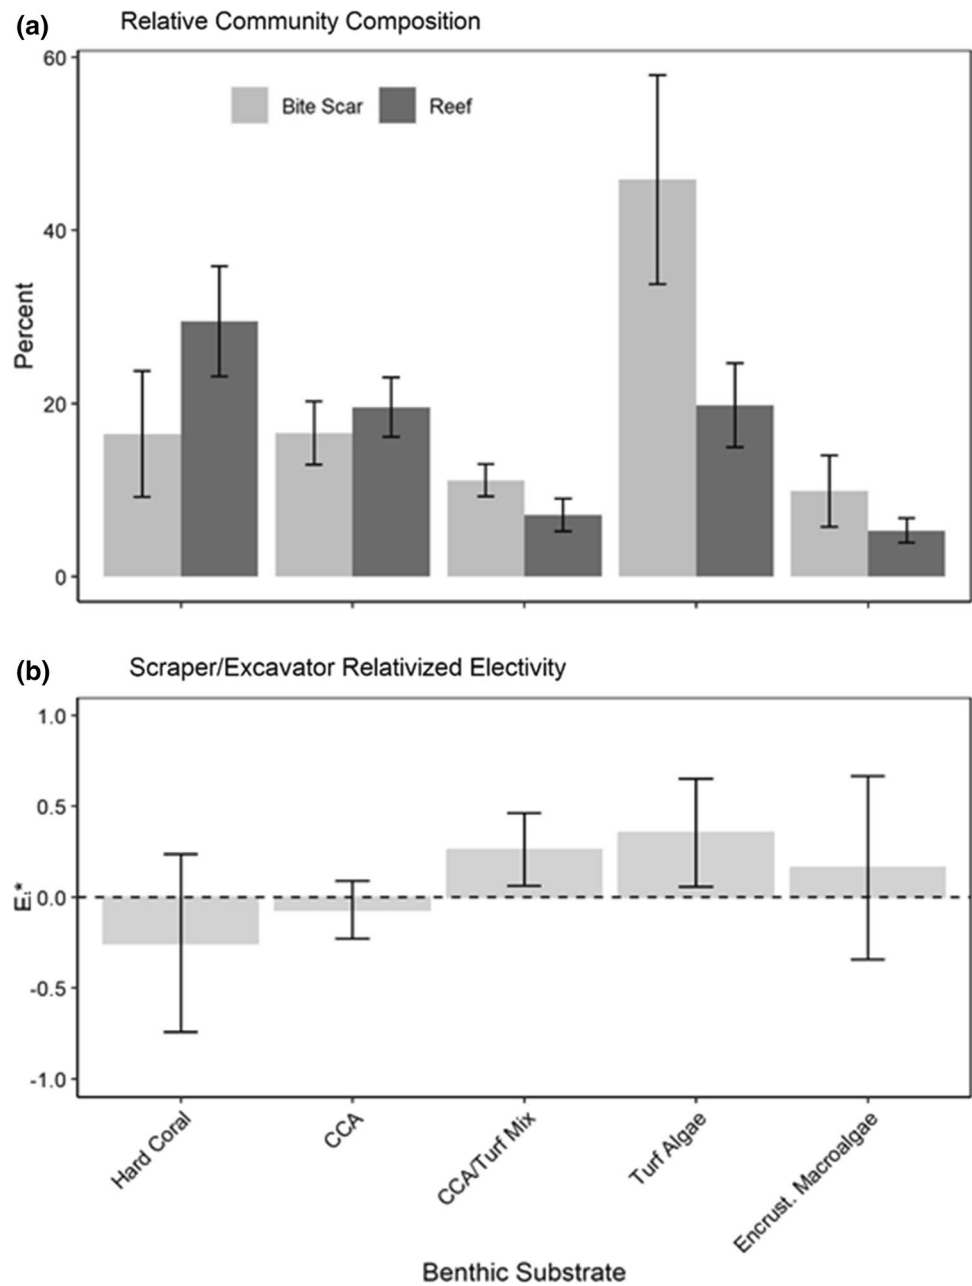 (a) Relative Community Composition
Bite Scar Reef
60
40
20
0
Percent
(b) Scraper/Excavator Relativized Electivity
1.0
0.5
0.0
-0.5
-1.0
E.*
Hard Coral
CCA
CCA/Turf Mix
Turf Algae
Encrust. Macroalgae
Benthic Substrate